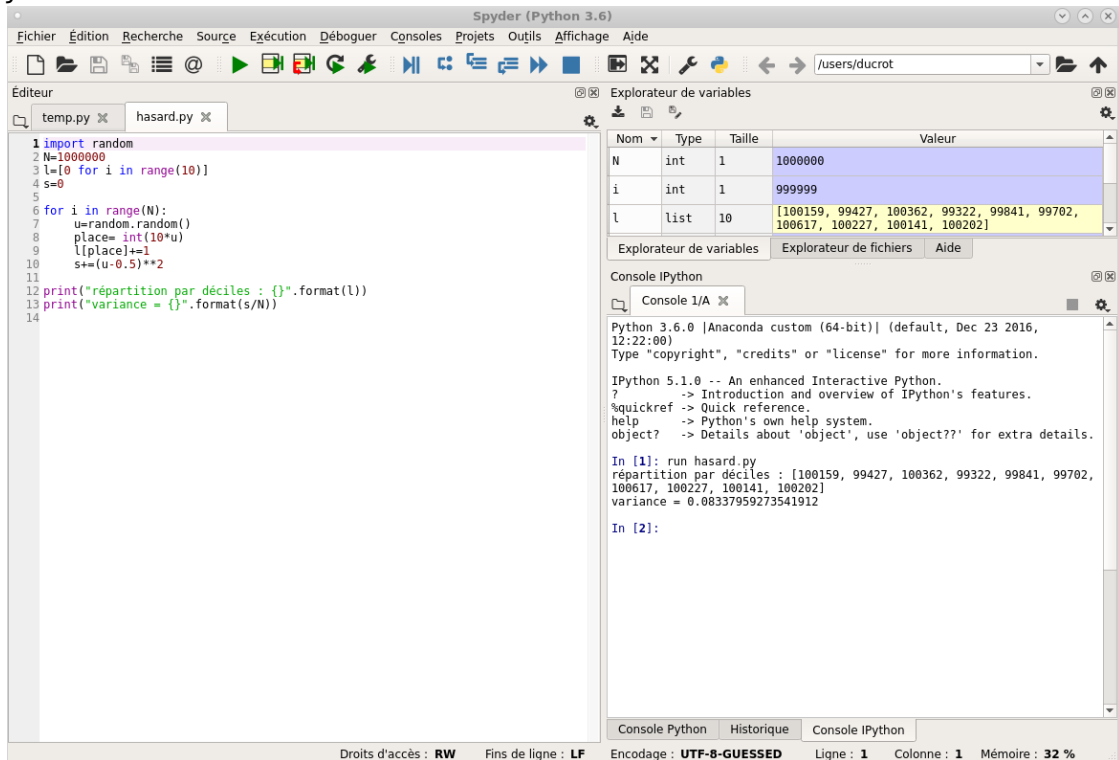 Spyder (Python 3.6)
Fichier Édition Recherche Source Exécution Déboguer Consoles Projets Outils Affichage Aide
/users/ducrot
Éditeur
temp.py hasard.py
1 import random
2 N=1000000
3 l=[0 for i in range(10)]
4 s=0
5
6 for i in range(N):
7 u=random.random()
8 place= int(10*u)
9 l[place]+=1
10 s+=(u-0.5)**2
11
12 print("répartition par déciles : {}".format(l))
13 print("variance = {}".format(s/N))
14
Explorateur de variables
Nom Type Taille Valeur
N int 1 1000000
i int 1 999999
l list 10 [100159, 99427, 100362, 99322, 99841, 99702,
100617, 100227, 100141, 100202]
Explorateur de variables Explorateur de fichiers Aide
Console IPython
Console 1/A
Python 3.6.0 |Anaconda custom (64-bit)| (default, Dec 23 2016,
12:22:00)
Type "copyright", "credits" or "license" for more information.
IPython 5.1.0 -- An enhanced Interactive Python.
? -> Introduction and overview of IPython's features.
%quickref -> Quick reference.
help -> Python's own help system.
object? -> Details about 'object', use 'object??' for extra details.
In [1]: run hasard.py
répartition par déciles : [100159, 99427, 100362, 99322, 99841, 99702,
100617, 100227, 100141, 100202]
variance = 0.08337959273541912
In [2]:
Console Python Historique Console IPython
Droits d'accès : RW Fins de ligne : LF Encodage : UTF-8-GUESSED Ligne : 1 Colonne : 1 Mémoire : 32 %